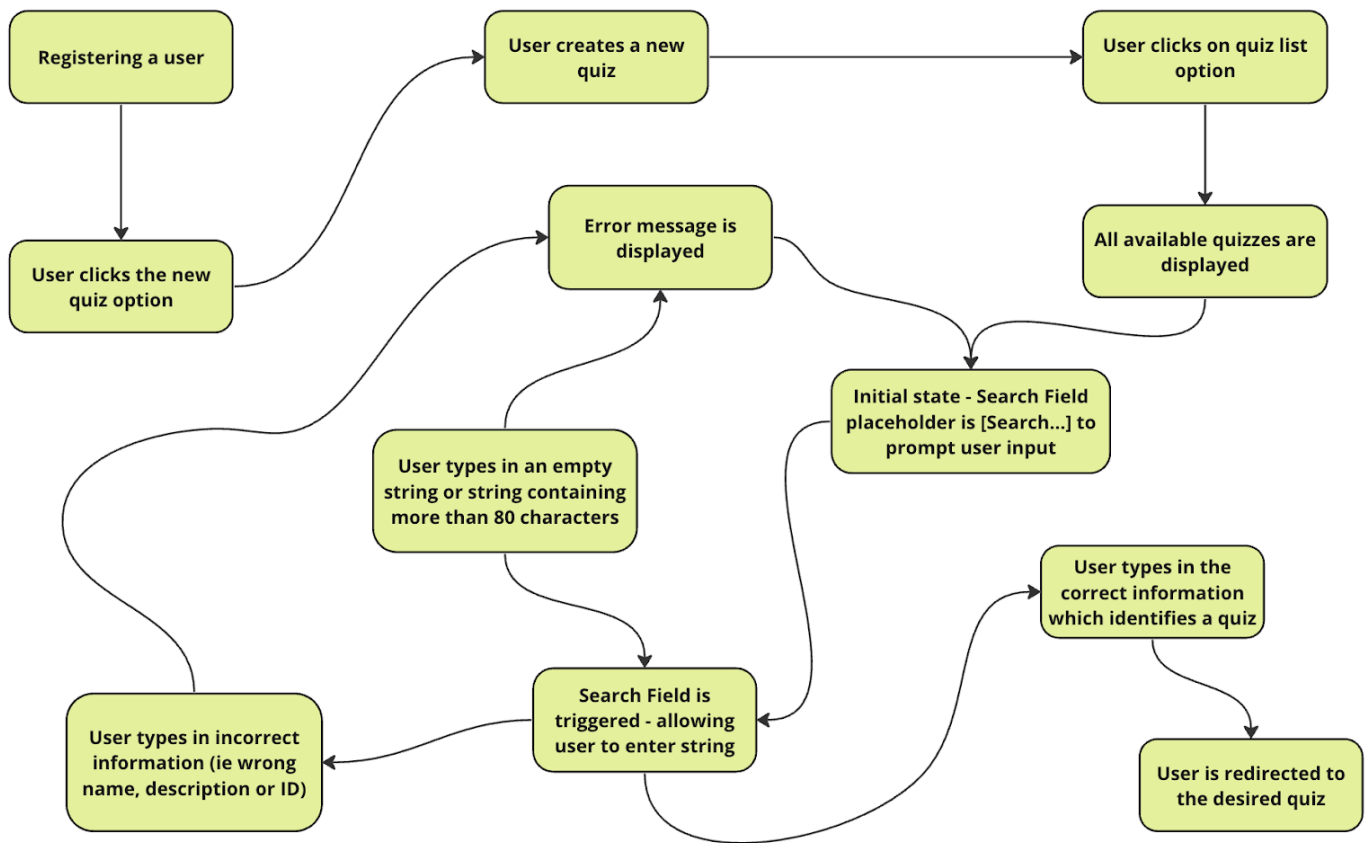 Registering a user
User creates a new
quiz
User clicks on quiz list
option
User clicks the new
quiz option
Error message is
displayed
All available quizzes are
displayed
Initial state - Search Field
placeholder is [Search...] to
prompt user input
User types in an empty
string or string containing
more than 80 characters
User types in the
correct information
which identifies a quiz
Search Field is
triggered - allowing
user to enter string
User types in incorrect
information (ie wrong
name, description or ID)
User is redirected to
the desired quiz